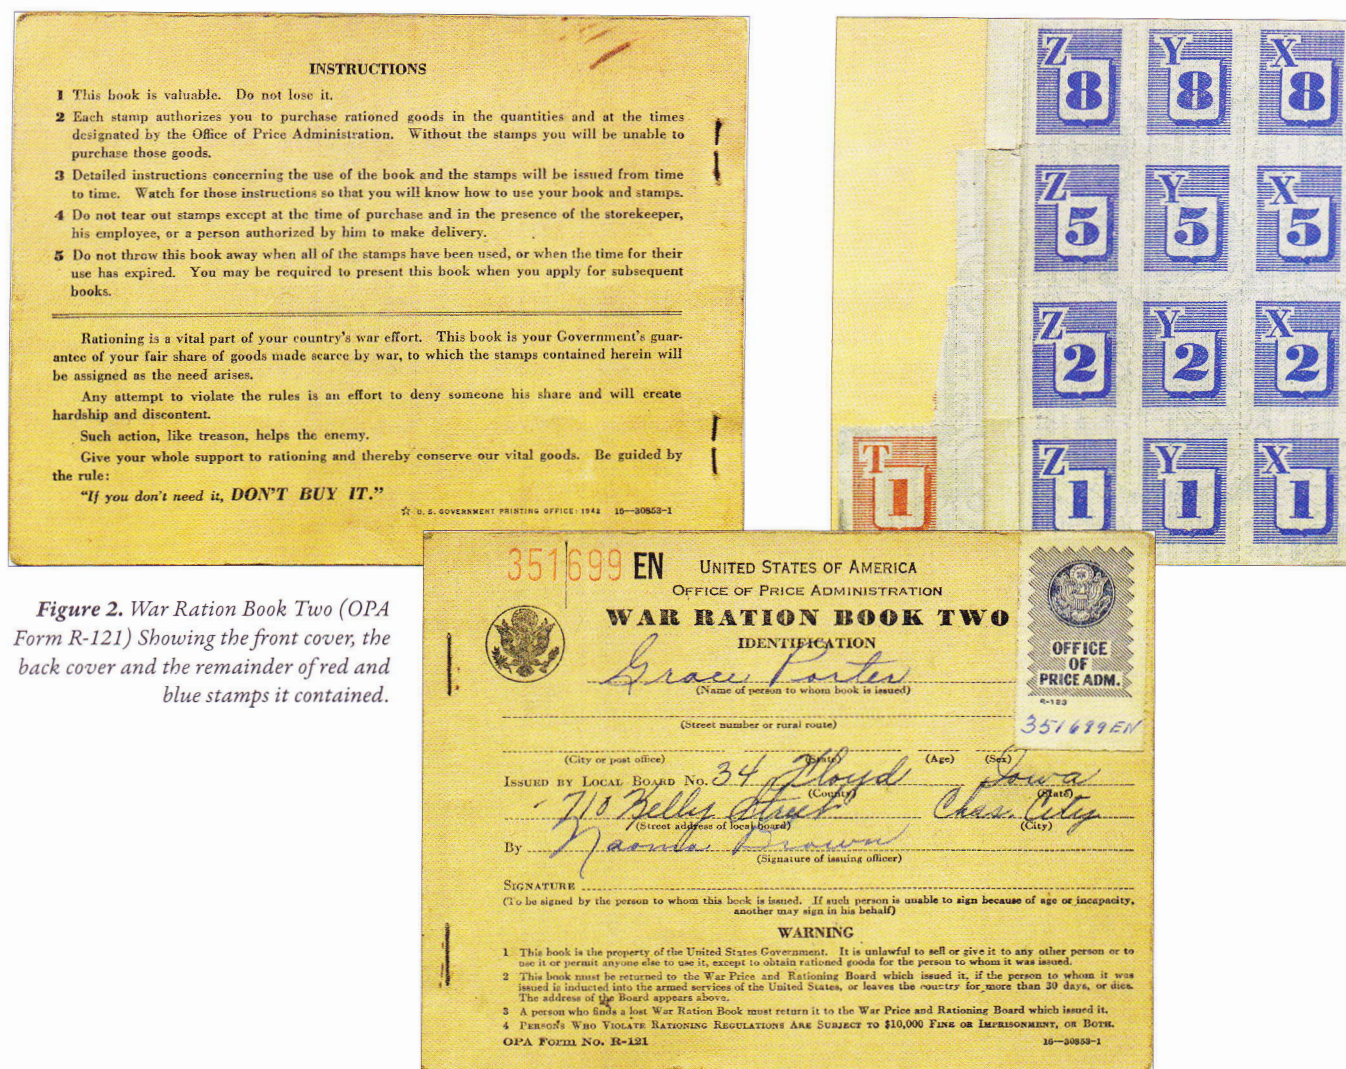 INSTRUCTIONS
1 This book is valuable. Do not lose it.
2 Each stamp authorizes you to purchase rationed goods in the quantities and at the times
designated by the Office of Price Administration. Without the stamps you will be unable to
purchase those goods.
3 Detailed instructions concerning the use of the book and the stamps will be issued from time
to time. Watch for those instructions so that you will know how to use your book and stamps.
4 Do not tear out stamps except at the time of purchase and in the presence of the storekeeper,
his employee, or a person authorized by him to make delivery.
5 Do not throw this book away when all of the stamps have been used, or when the time for their
use has expired. You may be required to present this book when you apply for subsequent
books.
Rationing is a vital part of your country's war effort. This book is your Government's guar-
antee of your fair share of goods made scarce by war, to which the stamps contained herein will
be assigned as the need arises.
Any attempt to violate the rules is an effort to deny someone his share and will create
hardship and discontent.
Such action, like treason, helps the enemy.
Give your whole support to rationing and thereby conserve our vital goods. Be guided by
the rule:
"If you don't need it, DON'T BUY IT."
☆ U. S. GOVERNMENT PRINTING OFFICE: 1942 16—30853-1
Z 8 Y 8 X 8
Z 5 Y 5 X 5
Z 2 Y 2 X 2
T 1 Z 1 Y 1 X 1
Figure 2. War Ration Book Two (OPA
Form R-121) Showing the front cover, the
back cover and the remainder of red and
blue stamps it contained.
351699 EN
UNITED STATES OF AMERICA
OFFICE OF PRICE ADMINISTRATION
WAR RATION BOOK TWO
IDENTIFICATION
OFFICE
OF
PRICE ADM.
R-123
351699EN
Grace Porter
(Name of person to whom book is issued)
(Street number or rural route)
(City or post office) (State) (Age) (Sex)
ISSUED BY LOCAL BOARD NO. 34 Floyd Iowa
(County) (State)
710 Kelly Street Chas. City
(Street address of local board) (City)
By Naoma Brown
(Signature of issuing officer)
SIGNATURE
(To be signed by the person to whom this book is issued. If such person is unable to sign because of age or incapacity,
another may sign in his behalf)
WARNING
1 This book is the property of the United States Government. It is unlawful to sell or give it to any other person or to
use it or permit anyone else to use it, except to obtain rationed goods for the person to whom it was issued.
2 This book must be returned to the War Price and Rationing Board which issued it, if the person to whom it was
issued is inducted into the armed services of the United States, or leaves the country for more than 30 days, or dies.
The address of the Board appears above.
3 A person who finds a lost War Ration Book must return it to the War Price and Rationing Board which issued it.
4 PERSONS WHO VIOLATE RATIONING REGULATIONS ARE SUBJECT TO $10,000 FINE OR IMPRISONMENT, OR BOTH.
OPA Form No. R-121 16—30853-1